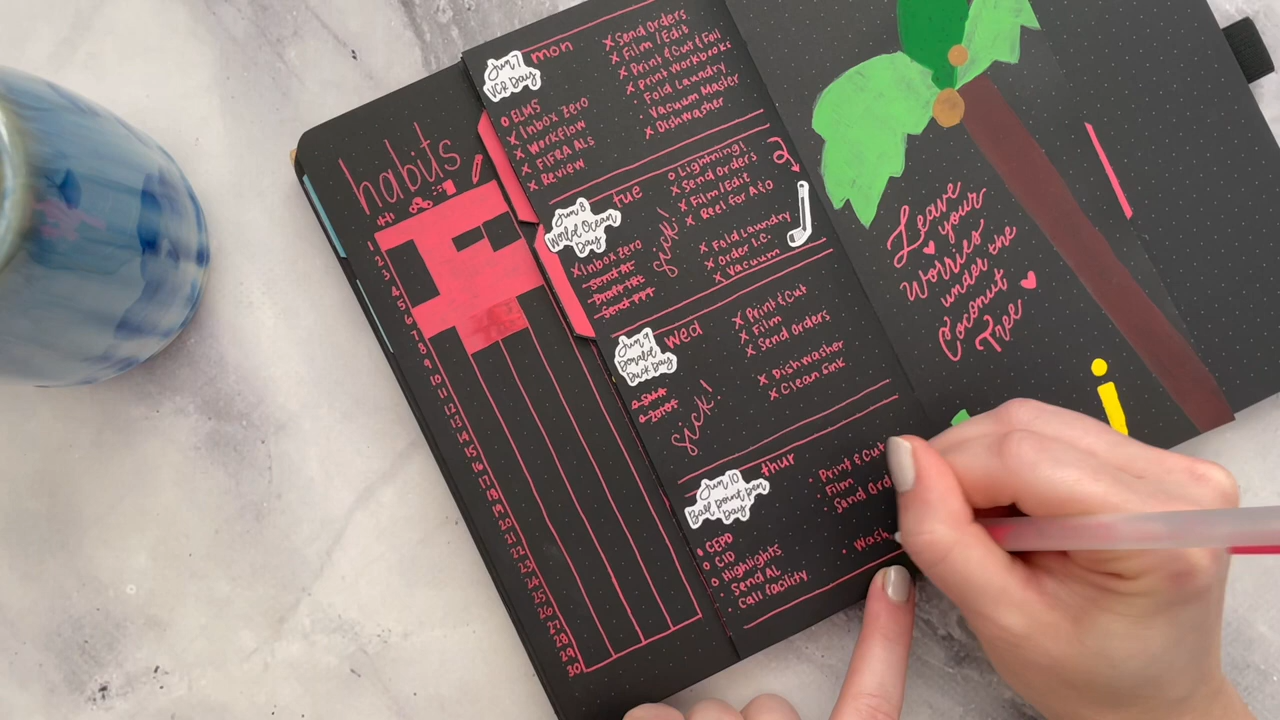 habits
1
2
3
4
5
6
7
8
9
10
11
12
13
14
15
16
17
18
19
20
21
22
23
24
25
26
27
28
29
30
Jun 7
VCR Day
mon
o ELMS
x Inbox Zero
x Workflow
x FIFRA ALS
x Review
x Send Orders
x Film / Edit
x Print & Cut & Foil
x Print Workbooks
· Fold Laundry
· Vacuum Master
x Dishwasher
Jun 8
World Ocean
Day
tue
x Inbox Zero
Send AL
Draft IRL
Send PPT
sick!
o Lightning!
x Send Orders
x Film/Edit
x Reel for Ato
x Fold Laundry
x Order I.C.
x Vacuum
Jun 9
Donald
Duck Day
wed
sick!
x Print & Cut
x Film
x Send Orders
x Dishwasher
x Clean Sink
Jun 10
Ball point pen
Day
thur
o CEPD
o CID
o Highlights
· Send AL
· Call facility
· Print & Cut
· Film
· Send Ord
· Wash
Leave
your
Worries
under the
Coconut
Tree